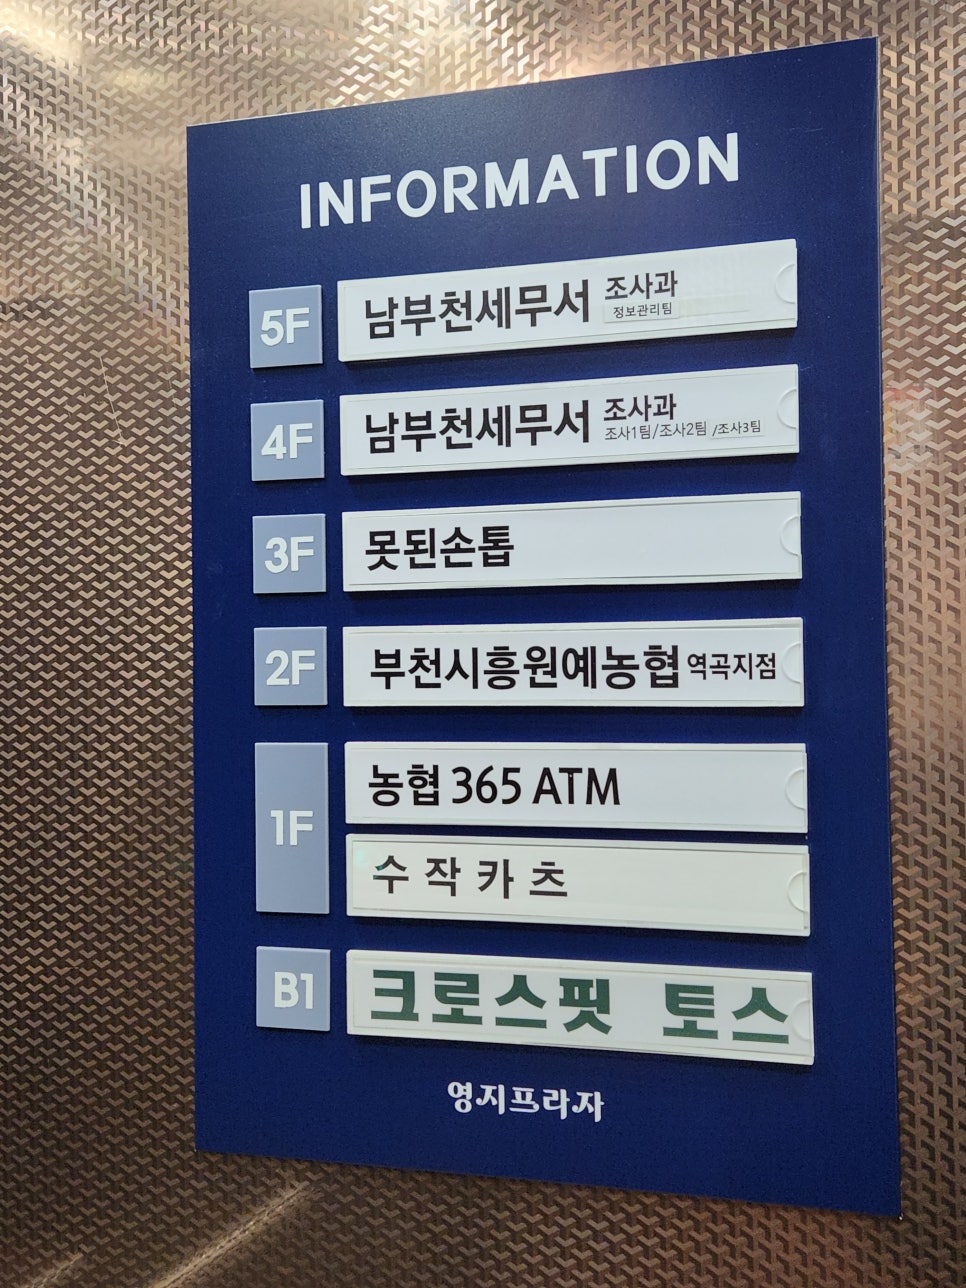 INFORMATION
5F
남부천세무서 조사과
정보관리팀
4F
남부천세무서 조사과
조사1팀/조사2팀 /조사3팀
3F
못된손톱
2F
부천시흥원예농협 역곡지점
1F
농협 365 ATM
수작카츠
B1
크로스핏 토스
영지프라자